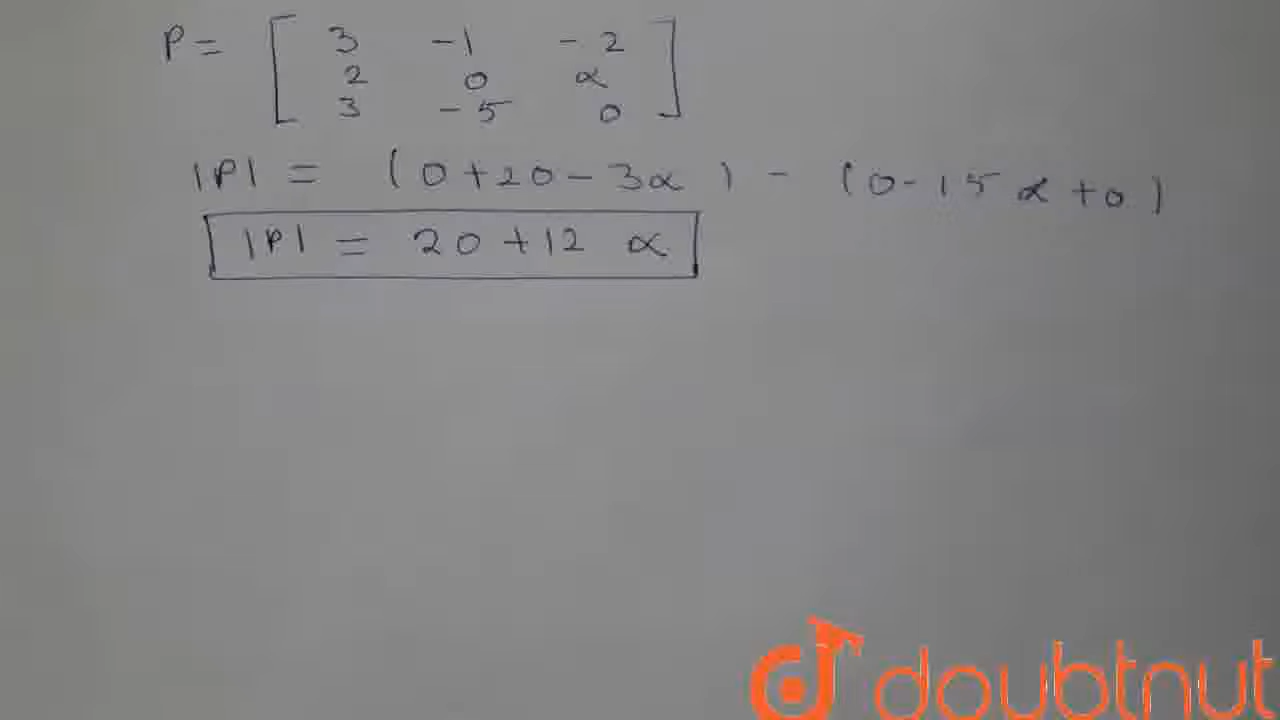 P = [ 3 -1 -2
2 0 α
3 -5 0 ]
|P| = (0+20-3α) - (0-15α+0)
|P| = 20+12 α
doubtnut